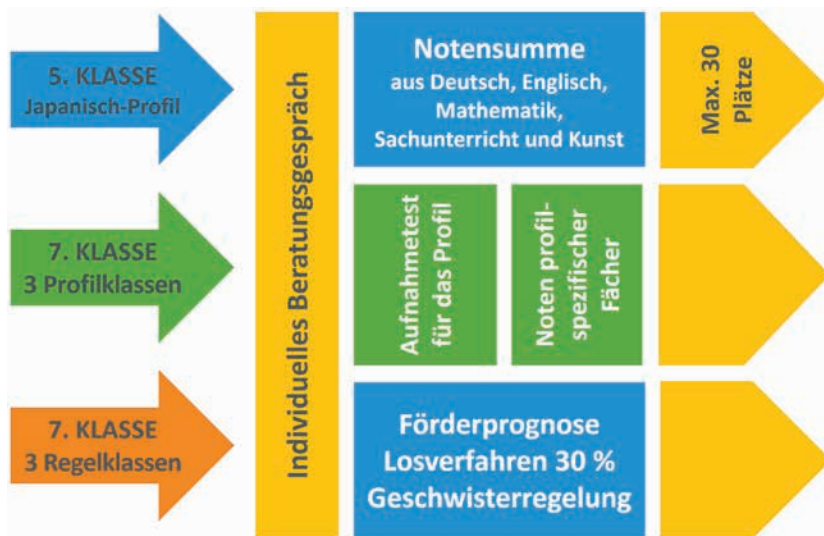 5. KLASSE
Japanisch-Profil
7. KLASSE
3 Profilklassen
7. KLASSE
3 Regelklassen
Individuelles Beratungsgespräch
Notensumme
aus Deutsch, Englisch,
Mathematik,
Sachunterricht und Kunst
Aufnahmetest
für das Profil
Noten profil-
spezifischer
Fächer
Förderprognose
Losverfahren 30 %
Geschwisterregelung
Max. 30
Plätze